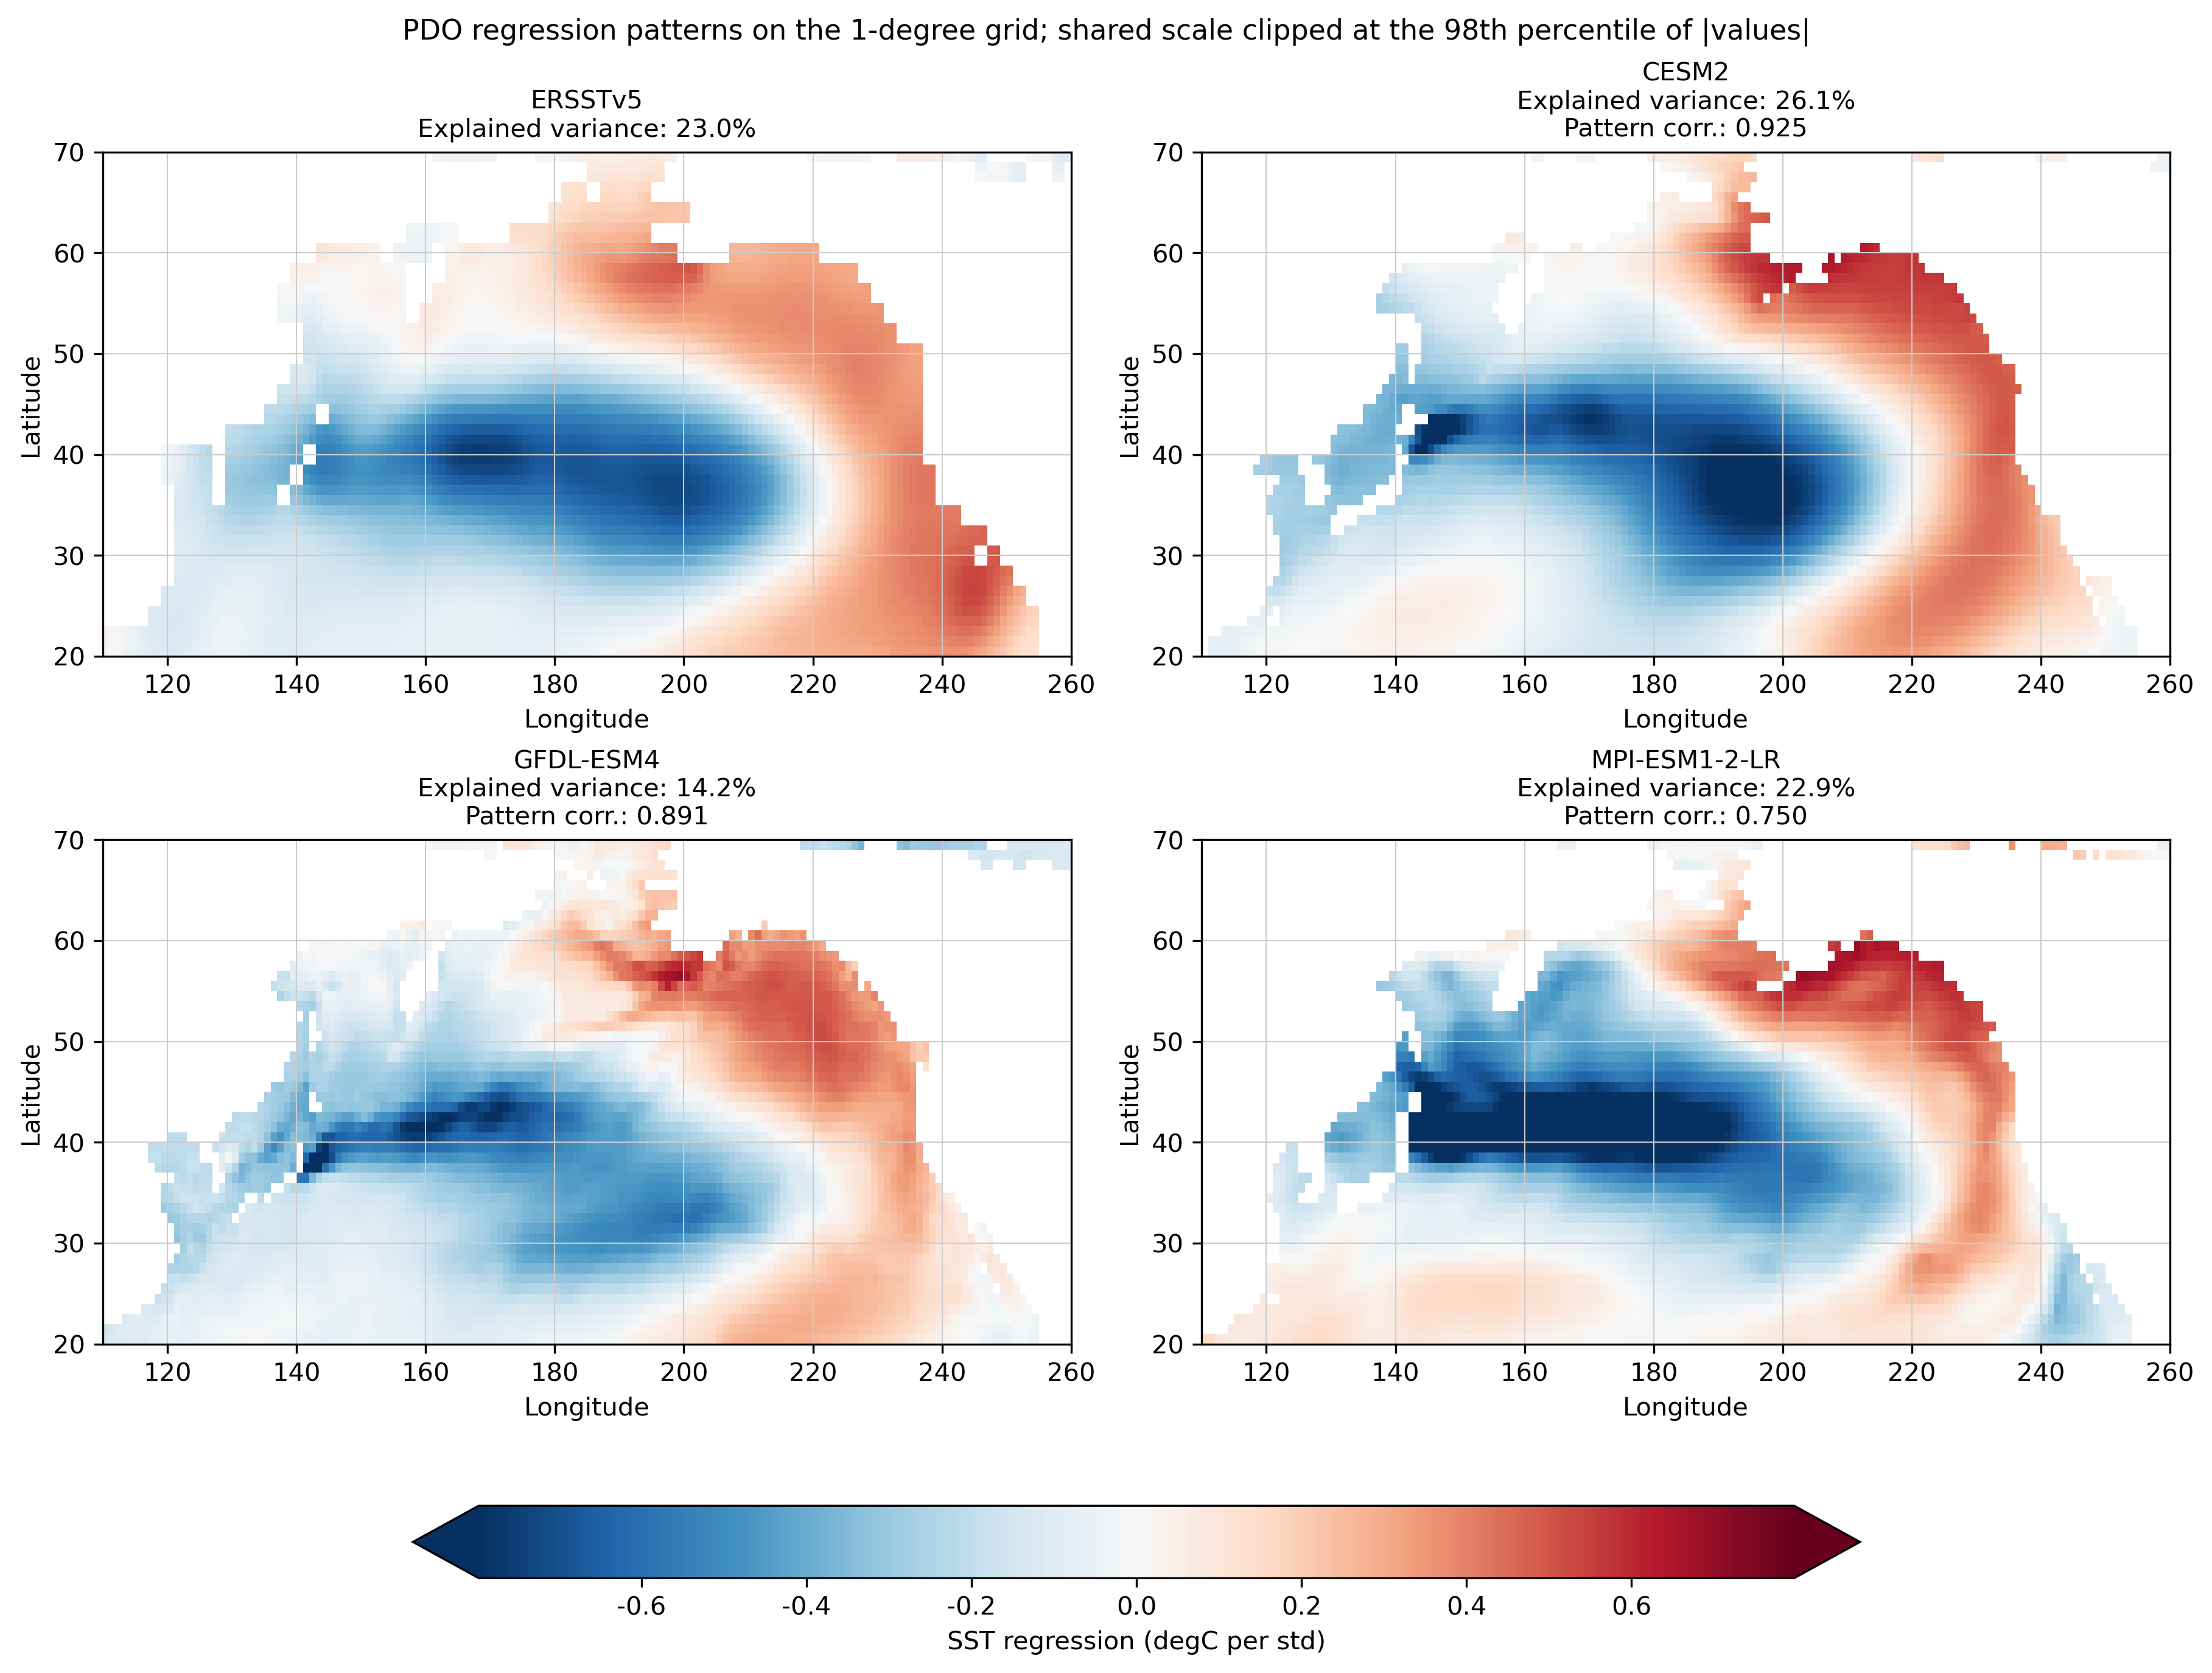 PDO regression patterns on the 1-degree grid; shared scale clipped at the 98th percentile of |values|
ERSSTv5
Explained variance: 23.0%
70
60
50
40
30
20
Latitude
120 140 160 180 200 220 240 260
Longitude
CESM2
Explained variance: 26.1%
Pattern corr.: 0.925
70
60
50
40
30
20
Latitude
120 140 160 180 200 220 240 260
Longitude
GFDL-ESM4
Explained variance: 14.2%
Pattern corr.: 0.891
70
60
50
40
30
20
Latitude
120 140 160 180 200 220 240 260
Longitude
MPI-ESM1-2-LR
Explained variance: 22.9%
Pattern corr.: 0.750
70
60
50
40
30
20
Latitude
120 140 160 180 200 220 240 260
Longitude
-0.6 -0.4 -0.2 0.0 0.2 0.4 0.6
SST regression (degC per std)